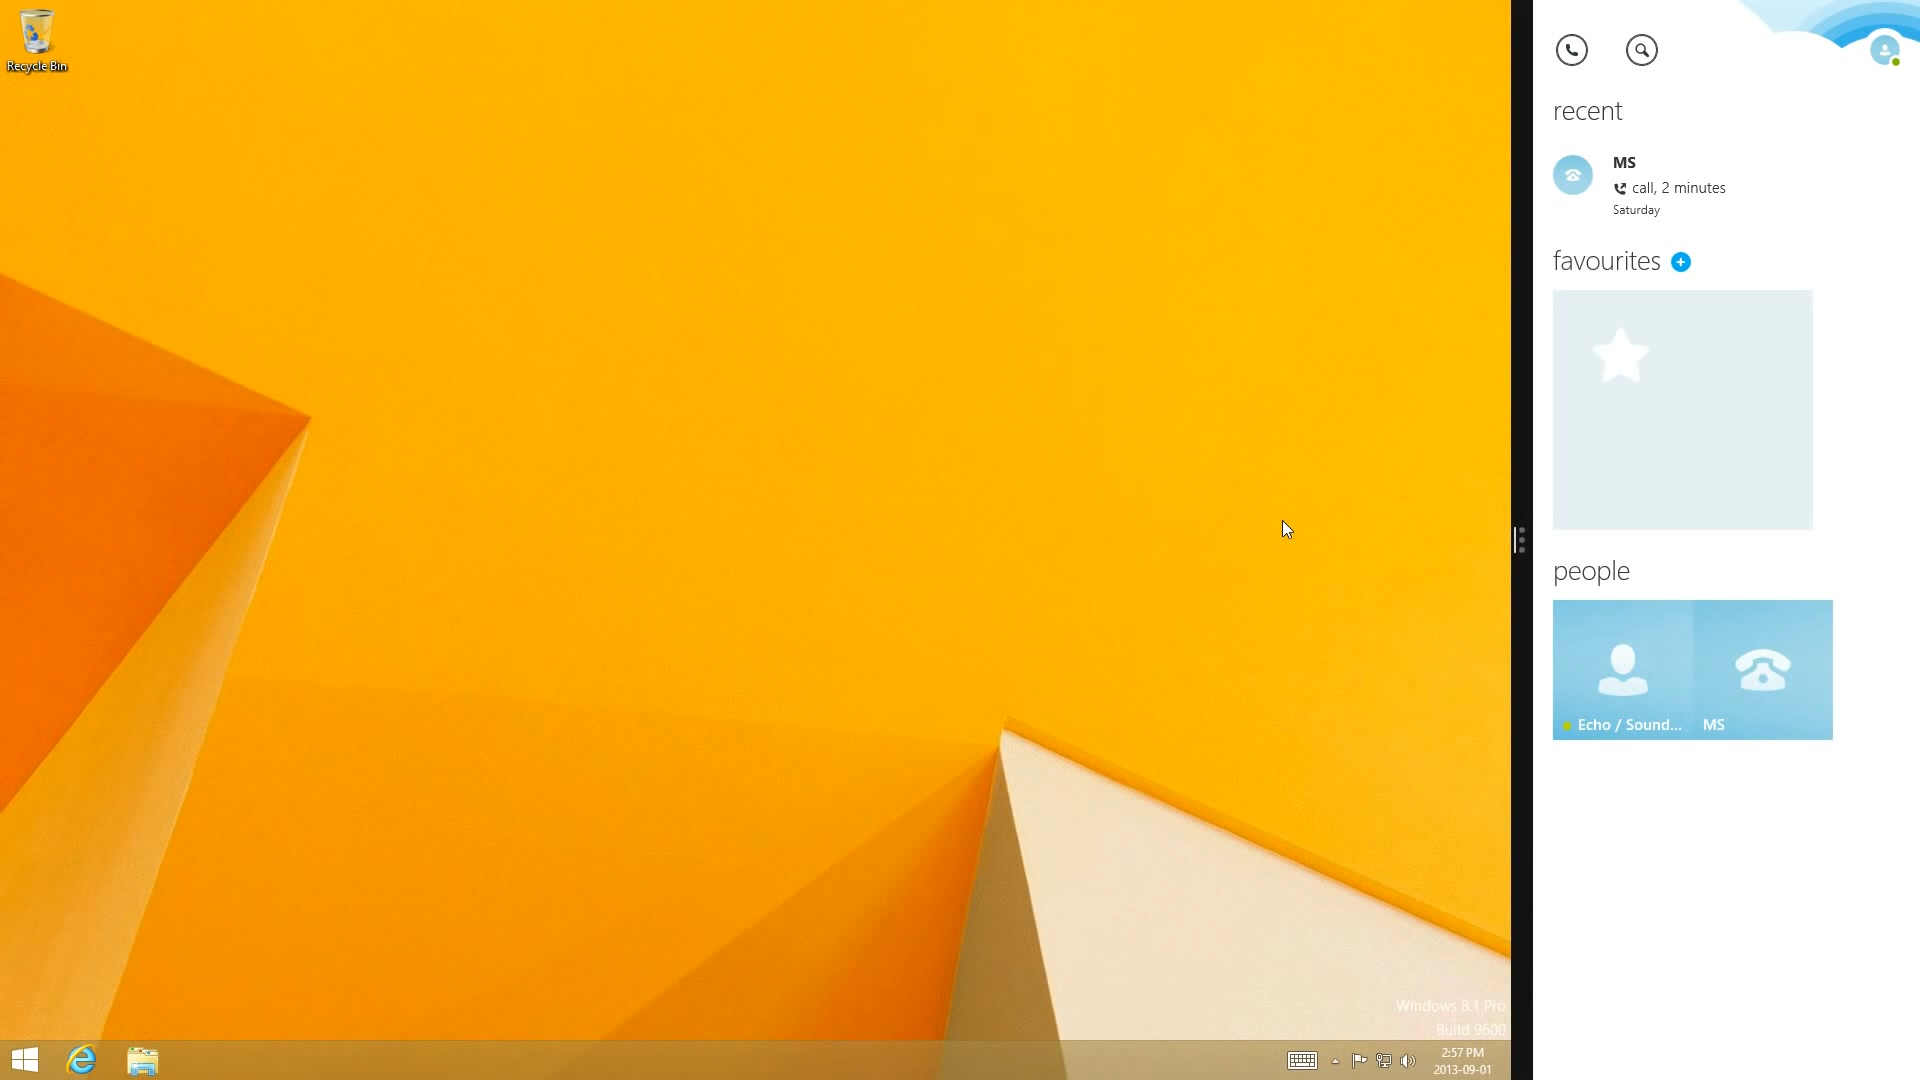 Recycle Bin
Windows 8.1 Pro
Build 9600
2:57 PM
2013-09-01
recent
MS
call, 2 minutes
Saturday
favourites
people
Echo / Sound...
MS